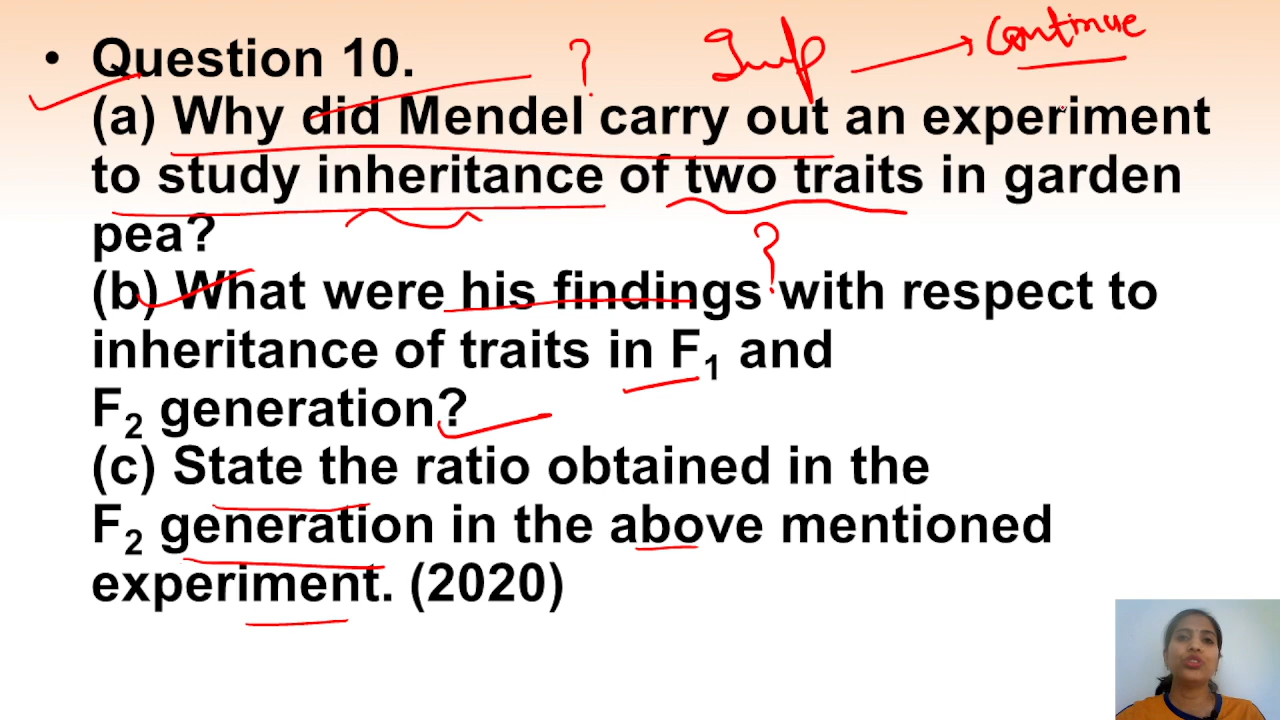 • Question 10.
? Imp → Continue
(a) Why did Mendel carry out an experiment
to study inheritance of two traits in garden
pea?
?
(b) What were his findings with respect to
inheritance of traits in F₁ and
F₂ generation?
(c) State the ratio obtained in the
F₂ generation in the above mentioned
experiment. (2020)